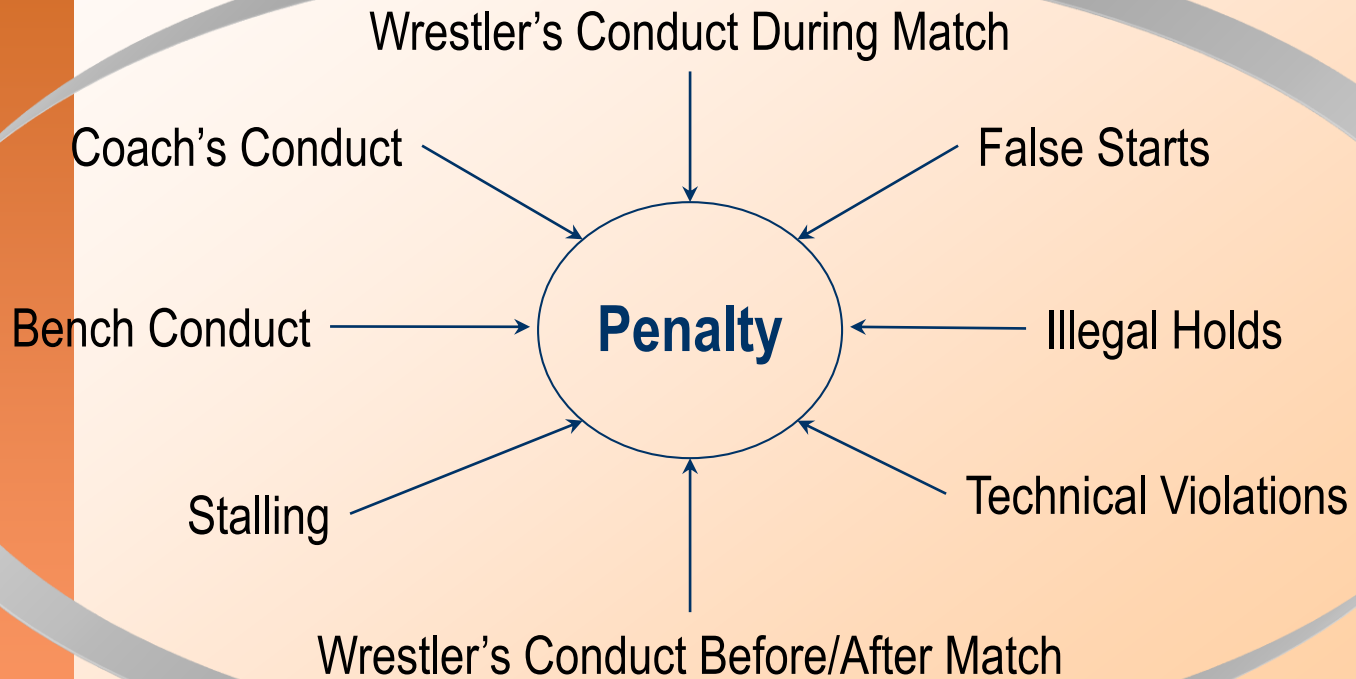 Wrestler’s Conduct During Match
Coach’s Conduct
False Starts
Bench Conduct
Penalty
Illegal Holds
Stalling
Technical Violations
Wrestler’s Conduct Before/After Match